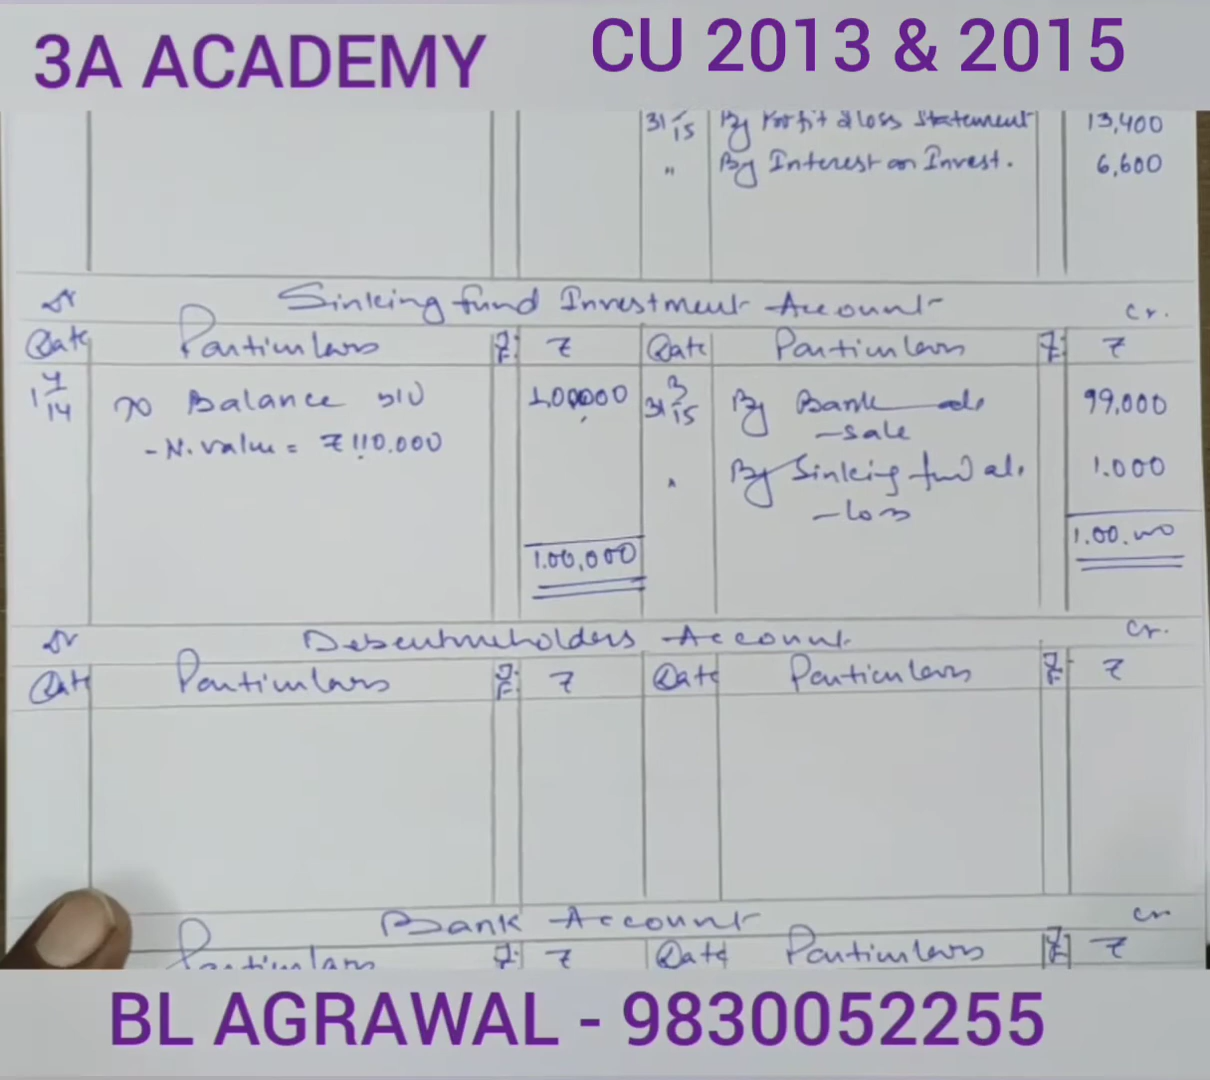 3A ACADEMY CU 2013 & 2015
31/3/15 By Profit & loss Statement 13,400
" By Interest on Invest. 6,600
Dr Sinking fund Investment Account Cr.
Date Particulars F ₹ Date Particulars F ₹
1/4/14 To Balance b/d 1,00,000 31/3/15 By Bank a/c 99,000
- N. value = ₹ 110.000 - sale
" By Sinking fund a/c. 1.000
- loss
1.00,000 1.00.000
Dr Debentureholders Account Cr.
Date Particulars J.F. ₹ Date Particulars J.F. ₹
Bank Account Cr
Particulars F ₹ Date Particulars F ₹
BL AGRAWAL - 9830052255